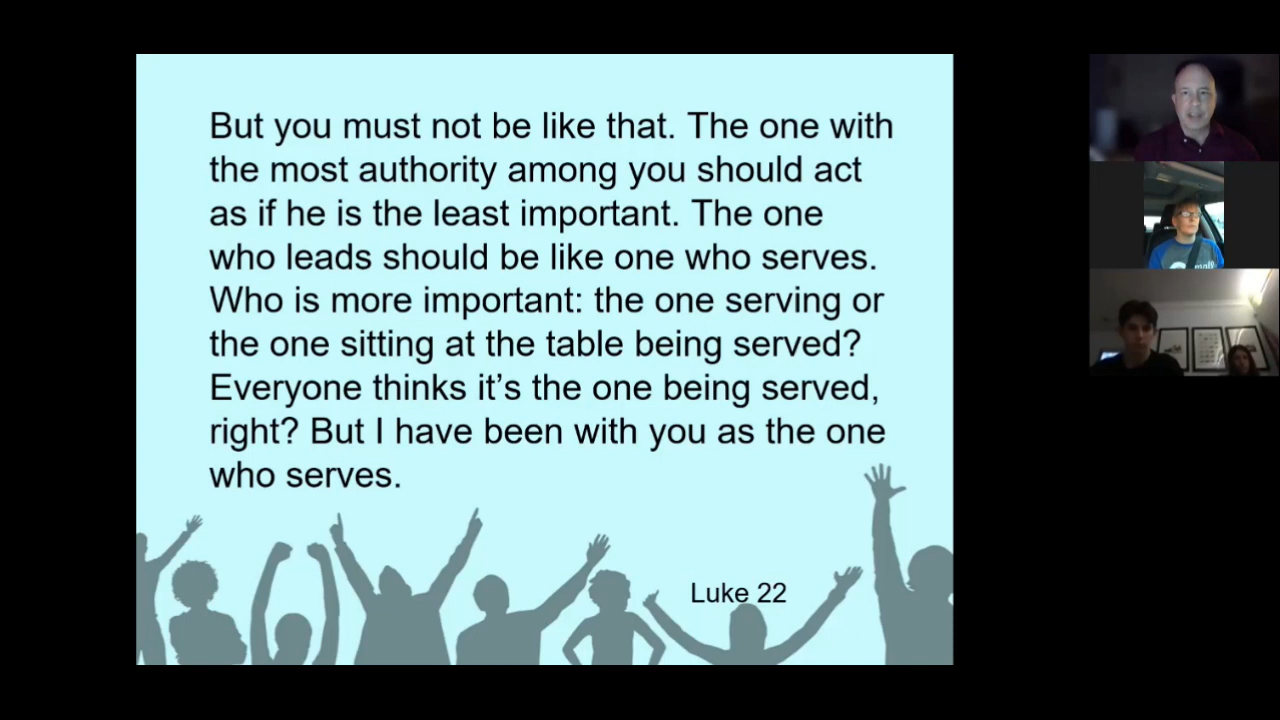 But you must not be like that. The one with
the most authority among you should act
as if he is the least important. The one
who leads should be like one who serves.
Who is more important: the one serving or
the one sitting at the table being served?
Everyone thinks it’s the one being served,
right? But I have been with you as the one
who serves.
Luke 22